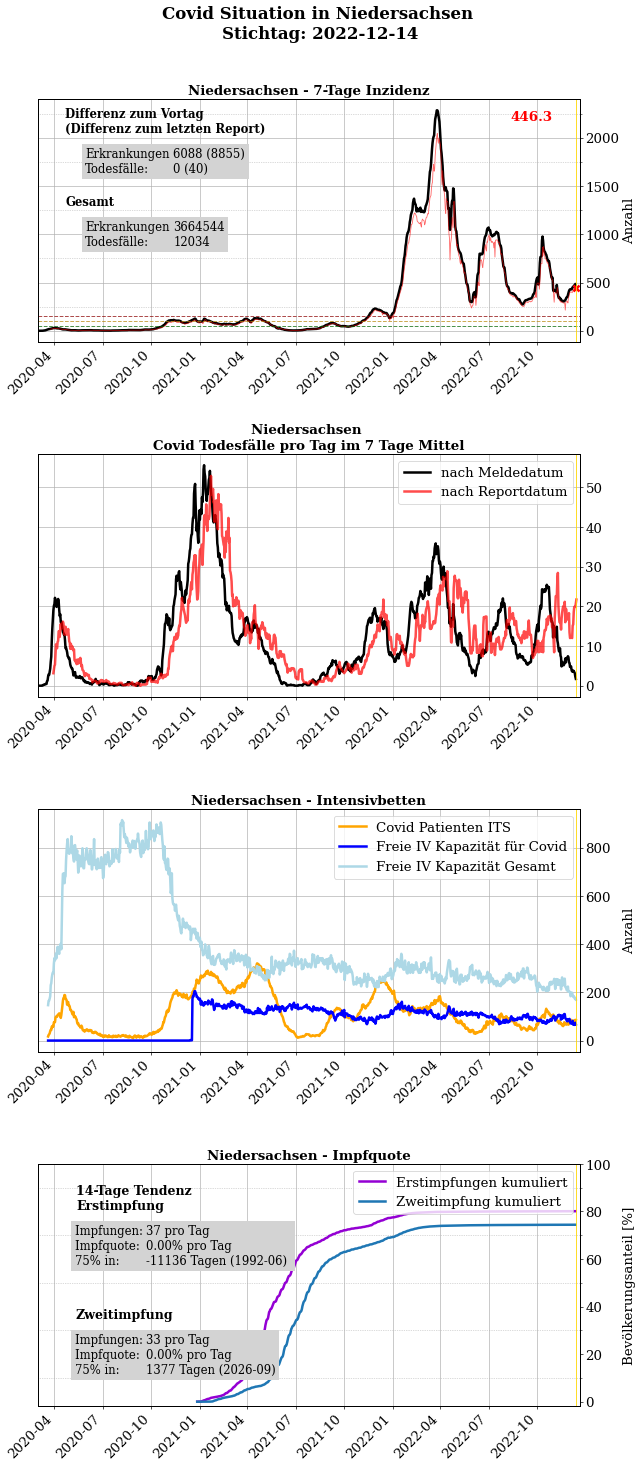 Covid Situation in Niedersachsen
Stichtag: 2022-12-14
Niedersachsen - 7-Tage Inzidenz
Differenz zum Vortag
(Differenz zum letzten Report)
Erkrankungen 6088 (8855)
Todesfälle: 0 (40)
Gesamt
Erkrankungen 3664544
Todesfälle: 12034
446.3
2000
1500
1000
500
0
Anzahl
2020-04 2020-07 2020-10 2021-01 2021-04 2021-07 2021-10 2022-01 2022-04 2022-07 2022-10
Niedersachsen
Covid Todesfälle pro Tag im 7 Tage Mittel
nach Meldedatum
nach Reportdatum
50
40
30
20
10
0
2020-04 2020-07 2020-10 2021-01 2021-04 2021-07 2021-10 2022-01 2022-04 2022-07 2022-10
Niedersachsen - Intensivbetten
Covid Patienten ITS
Freie IV Kapazität für Covid
Freie IV Kapazität Gesamt
800
600
400
200
0
Anzahl
2020-04 2020-07 2020-10 2021-01 2021-04 2021-07 2021-10 2022-01 2022-04 2022-07 2022-10
Niedersachsen - Impfquote
Erstimpfungen kumuliert
Zweitimpfung kumuliert
14-Tage Tendenz
Erstimpfung
Impfungen: 37 pro Tag
Impfquote: 0.00% pro Tag
75% in: -11136 Tagen (1992-06)
Zweitimpfung
Impfungen: 33 pro Tag
Impfquote: 0.00% pro Tag
75% in: 1377 Tagen (2026-09)
100
80
60
40
20
0
Bevölkerungsanteil [%]
2020-04 2020-07 2020-10 2021-01 2021-04 2021-07 2021-10 2022-01 2022-04 2022-07 2022-10